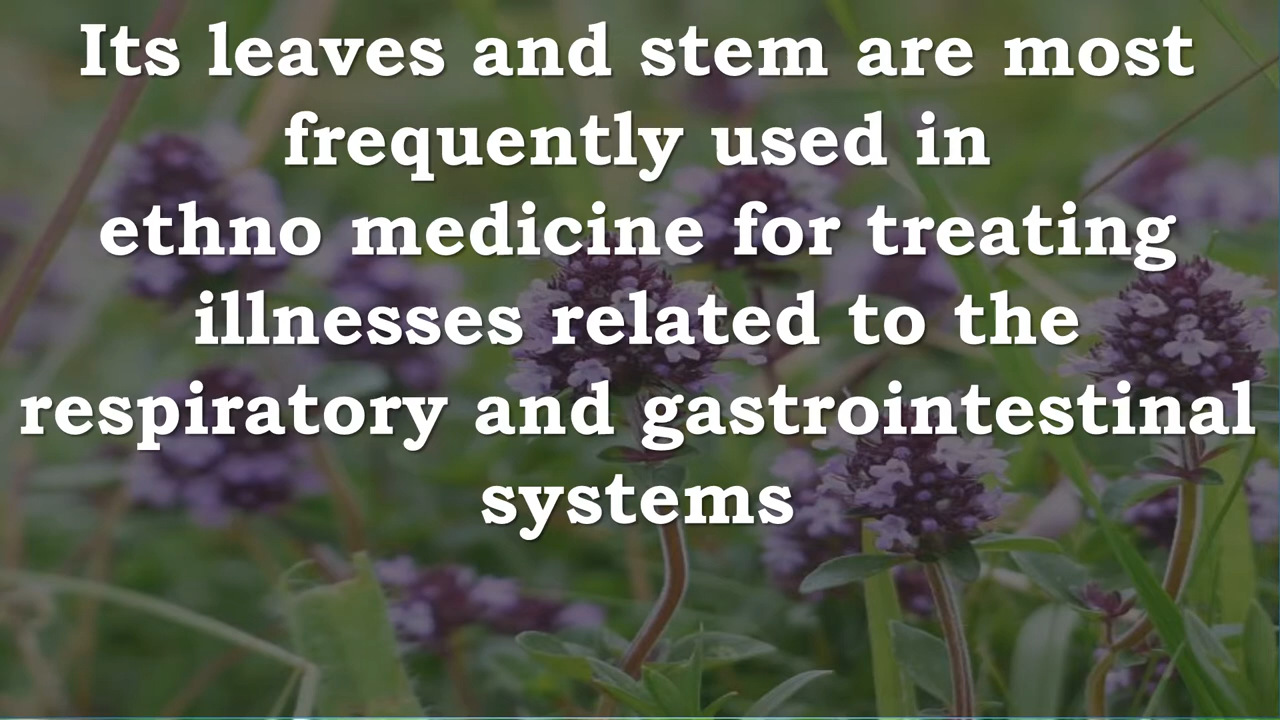 Its leaves and stem are most
frequently used in
ethno medicine for treating
illnesses related to the
respiratory and gastrointestinal
systems